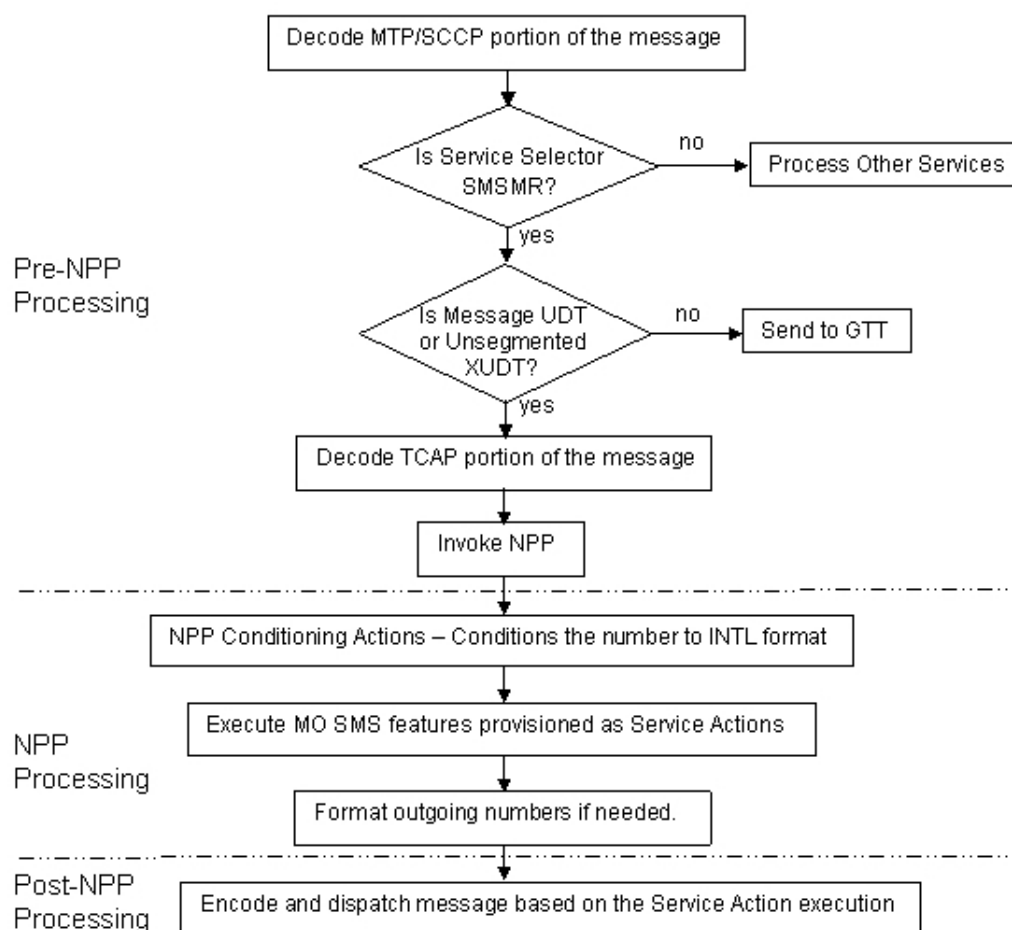 Decode MTP/SCCP portion of the message
Is Service Selector
SMSMR?
no
Process Other Services
yes
Pre-NPP
Processing
Is Message UDT
or Unsegmented
XUDT?
no
Send to GTT
yes
Decode TCAP portion of the message
Invoke NPP
NPP Conditioning Actions – Conditions the number to INTL format
Execute MO SMS features provisioned as Service Actions
NPP
Processing
Format outgoing numbers if needed.
Post-NPP
Processing
Encode and dispatch message based on the Service Action execution